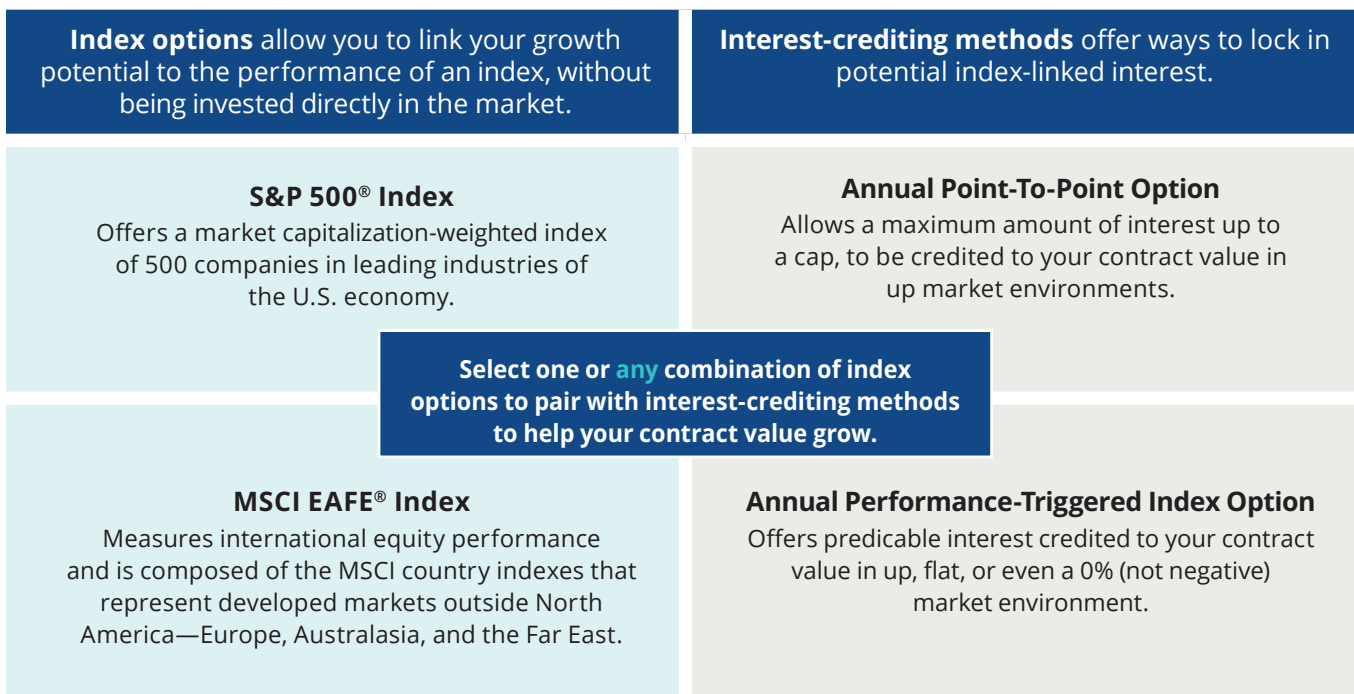 Index options allow you to link your growth
potential to the performance of an index, without
being invested directly in the market.
Interest-crediting methods offer ways to lock in
potential index-linked interest.
S&P 500® Index
Offers a market capitalization-weighted index
of 500 companies in leading industries of
the U.S. economy.
Annual Point-To-Point Option
Allows a maximum amount of interest up to
a cap, to be credited to your contract value in
up market environments.
Select one or any combination of index
options to pair with interest-crediting methods
to help your contract value grow.
MSCI EAFE® Index
Measures international equity performance
and is composed of the MSCI country indexes that
represent developed markets outside North
America—Europe, Australasia, and the Far East.
Annual Performance-Triggered Index Option
Offers predicable interest credited to your contract
value in up, flat, or even a 0% (not negative)
market environment.